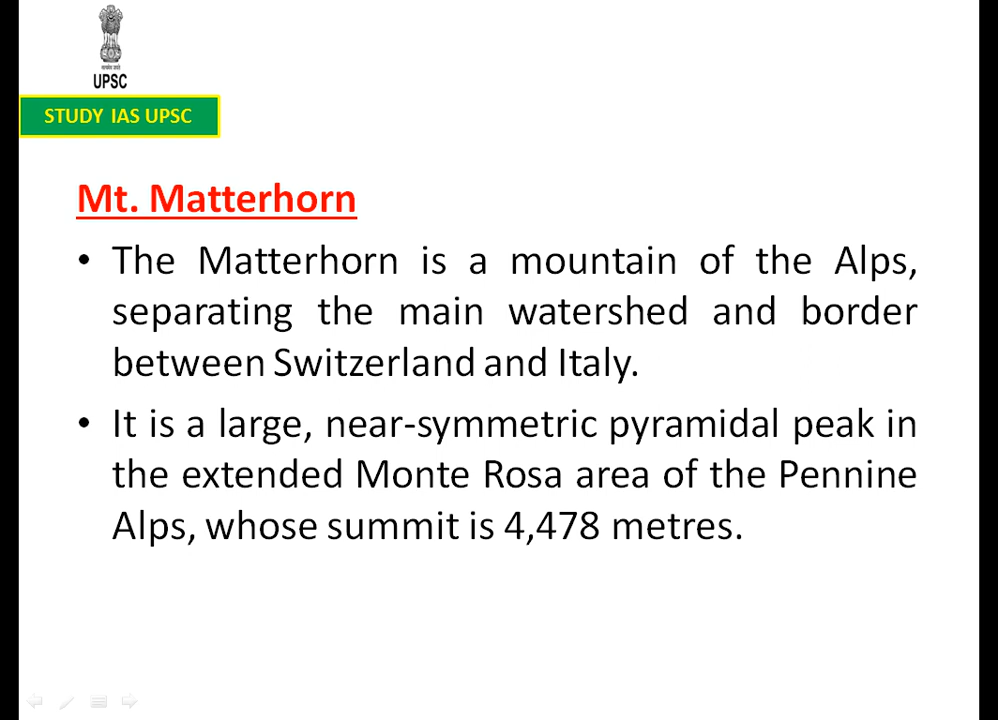 UPSC
STUDY IAS UPSC
Mt. Matterhorn
• The Matterhorn is a mountain of the Alps,
separating the main watershed and border
between Switzerland and Italy.
• It is a large, near-symmetric pyramidal peak in
the extended Monte Rosa area of the Pennine
Alps, whose summit is 4,478 metres.